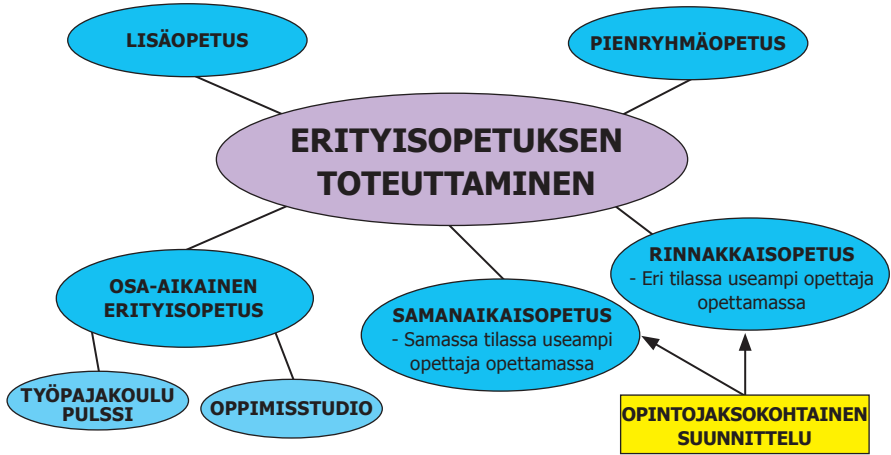 LISÄOPETUS
PIENRYHMÄOPETUS
ERITYISOPETUKSEN
TOTEUTTAMINEN
RINNAKKAISOPETUS
- Eri tilassa useampi opettaja
opettamassa
OSA-AIKAINEN
ERITYISOPETUS
SAMANAIKAISOPETUS
- Samassa tilassa useampi
opettaja opettamassa
TYÖPAJAKOULU
PULSSI
OPPIMISSTUDIO
OPINTOJAKSOKOHTAINEN
SUUNNITTELU